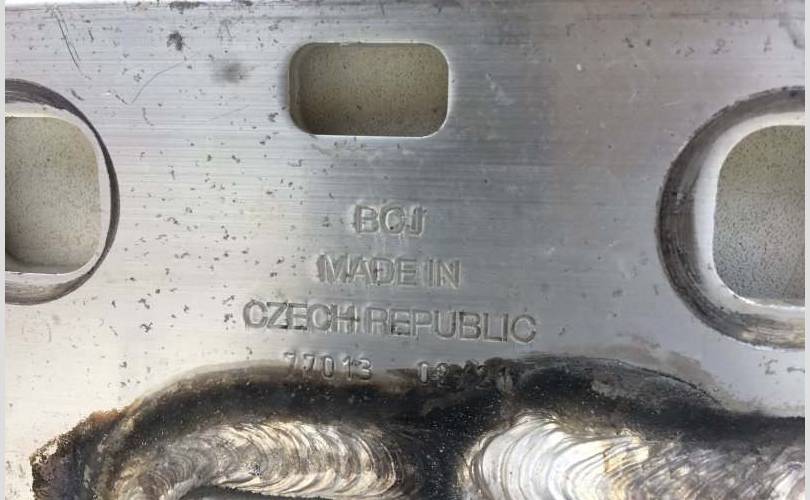 BCJ
MADE IN
CZECH REPUBLIC
77013